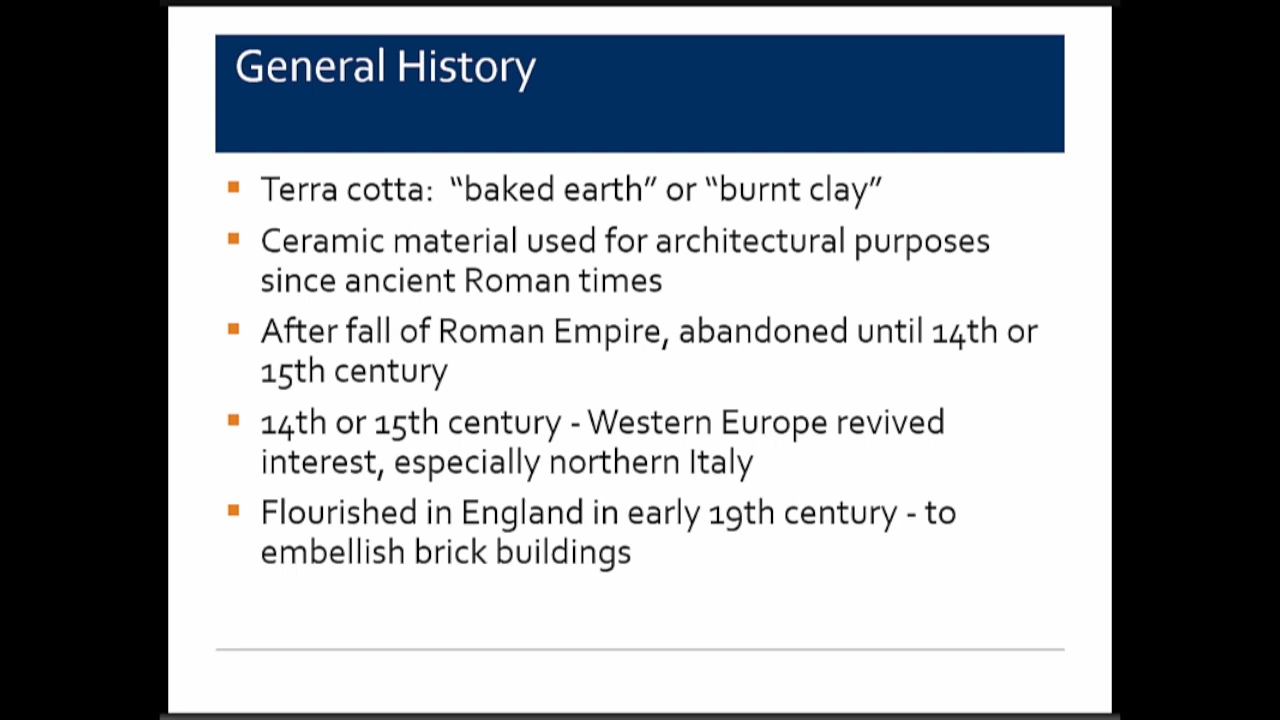 General History
Terra cotta:  “baked earth” or “burnt clay”
Ceramic material used for architectural purposes
since ancient Roman times
After fall of Roman Empire, abandoned until 14th or
15th century
14th or 15th century - Western Europe revived
interest, especially northern Italy
Flourished in England in early 19th century - to
embellish brick buildings